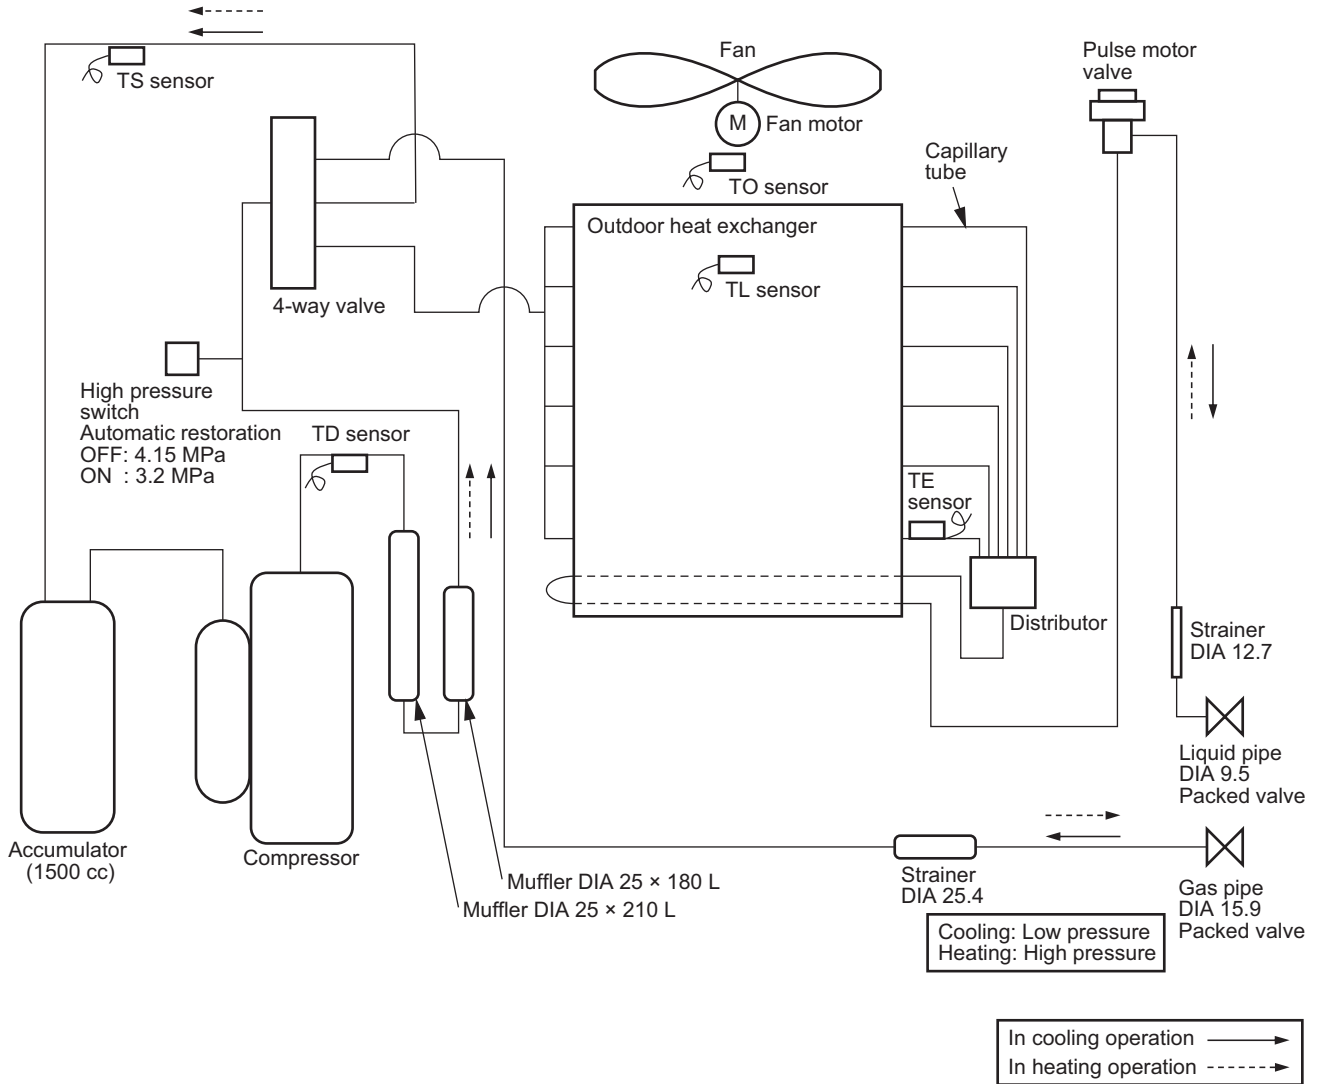 Fan
Pulse motor
valve
TS sensor
M
Fan motor
Capillary
tube
TO sensor
Outdoor heat exchanger
TL sensor
4-way valve
High pressure
switch
Automatic restoration
OFF: 4.15 MPa
ON : 3.2 MPa
TD sensor
TE
sensor
Distributor
Strainer
DIA 12.7
Liquid pipe
DIA 9.5
Packed valve
Accumulator
(1500 cc)
Compressor
Muffler DIA 25 × 180 L
Muffler DIA 25 × 210 L
Strainer
DIA 25.4
Gas pipe
DIA 15.9
Packed valve
Cooling: Low pressure
Heating: High pressure
In cooling operation
In heating operation